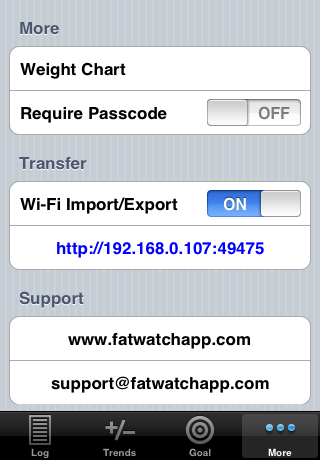 More
Weight Chart
Require Passcode OFF
Transfer
Wi-Fi Import/Export ON
http://192.168.0.107:49475
Support
www.fatwatchapp.com
support@fatwatchapp.com
Log Trends Goal More